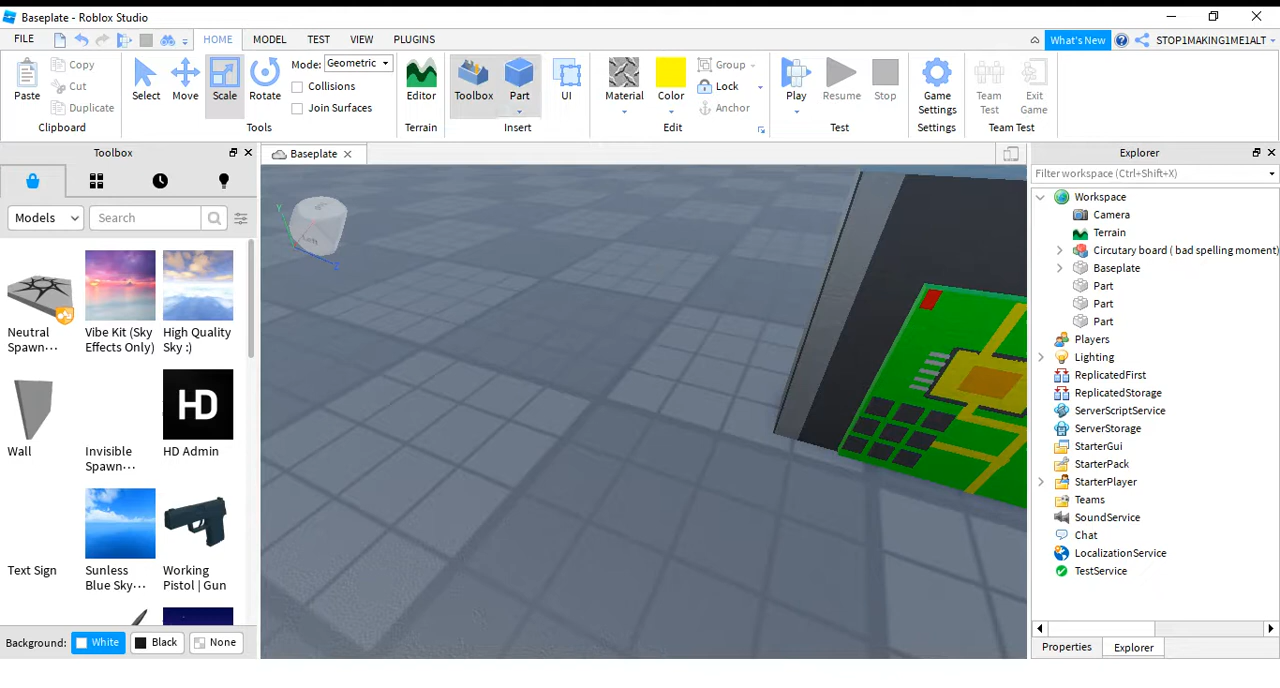 Baseplate - Roblox Studio
FILE HOME MODEL TEST VIEW PLUGINS What's New STOP1MAKING1ME1ALT
Paste Copy Cut Duplicate Clipboard
Select Move Scale Rotate Mode: Geometric Collisions Join Surfaces Tools
Editor Terrain
Toolbox Part UI Insert
Material Color Group Lock Anchor Edit
Play Resume Stop Test
Game Settings Settings
Team Test Exit Game Team Test
Toolbox
Models Search
Neutral Spawn···
Vibe Kit (Sky Effects Only)
High Quality Sky :)
Wall
Invisible Spawn···
HD
HD Admin
Text Sign
Sunless Blue Sky···
Working Pistol | Gun
Background: White Black None
Baseplate
Y
Z
Left
Explorer
Filter workspace (Ctrl+Shift+X)
Workspace
Camera
Terrain
Circutary board ( bad spelling moment)
Baseplate
Part
Part
Part
Players
Lighting
ReplicatedFirst
ReplicatedStorage
ServerScriptService
ServerStorage
StarterGui
StarterPack
StarterPlayer
Teams
SoundService
Chat
LocalizationService
TestService
Properties Explorer